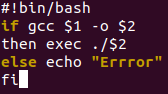 #!bin/bash
if gcc $1 -o $2
then exec ./$2
else echo "Errror"
fi